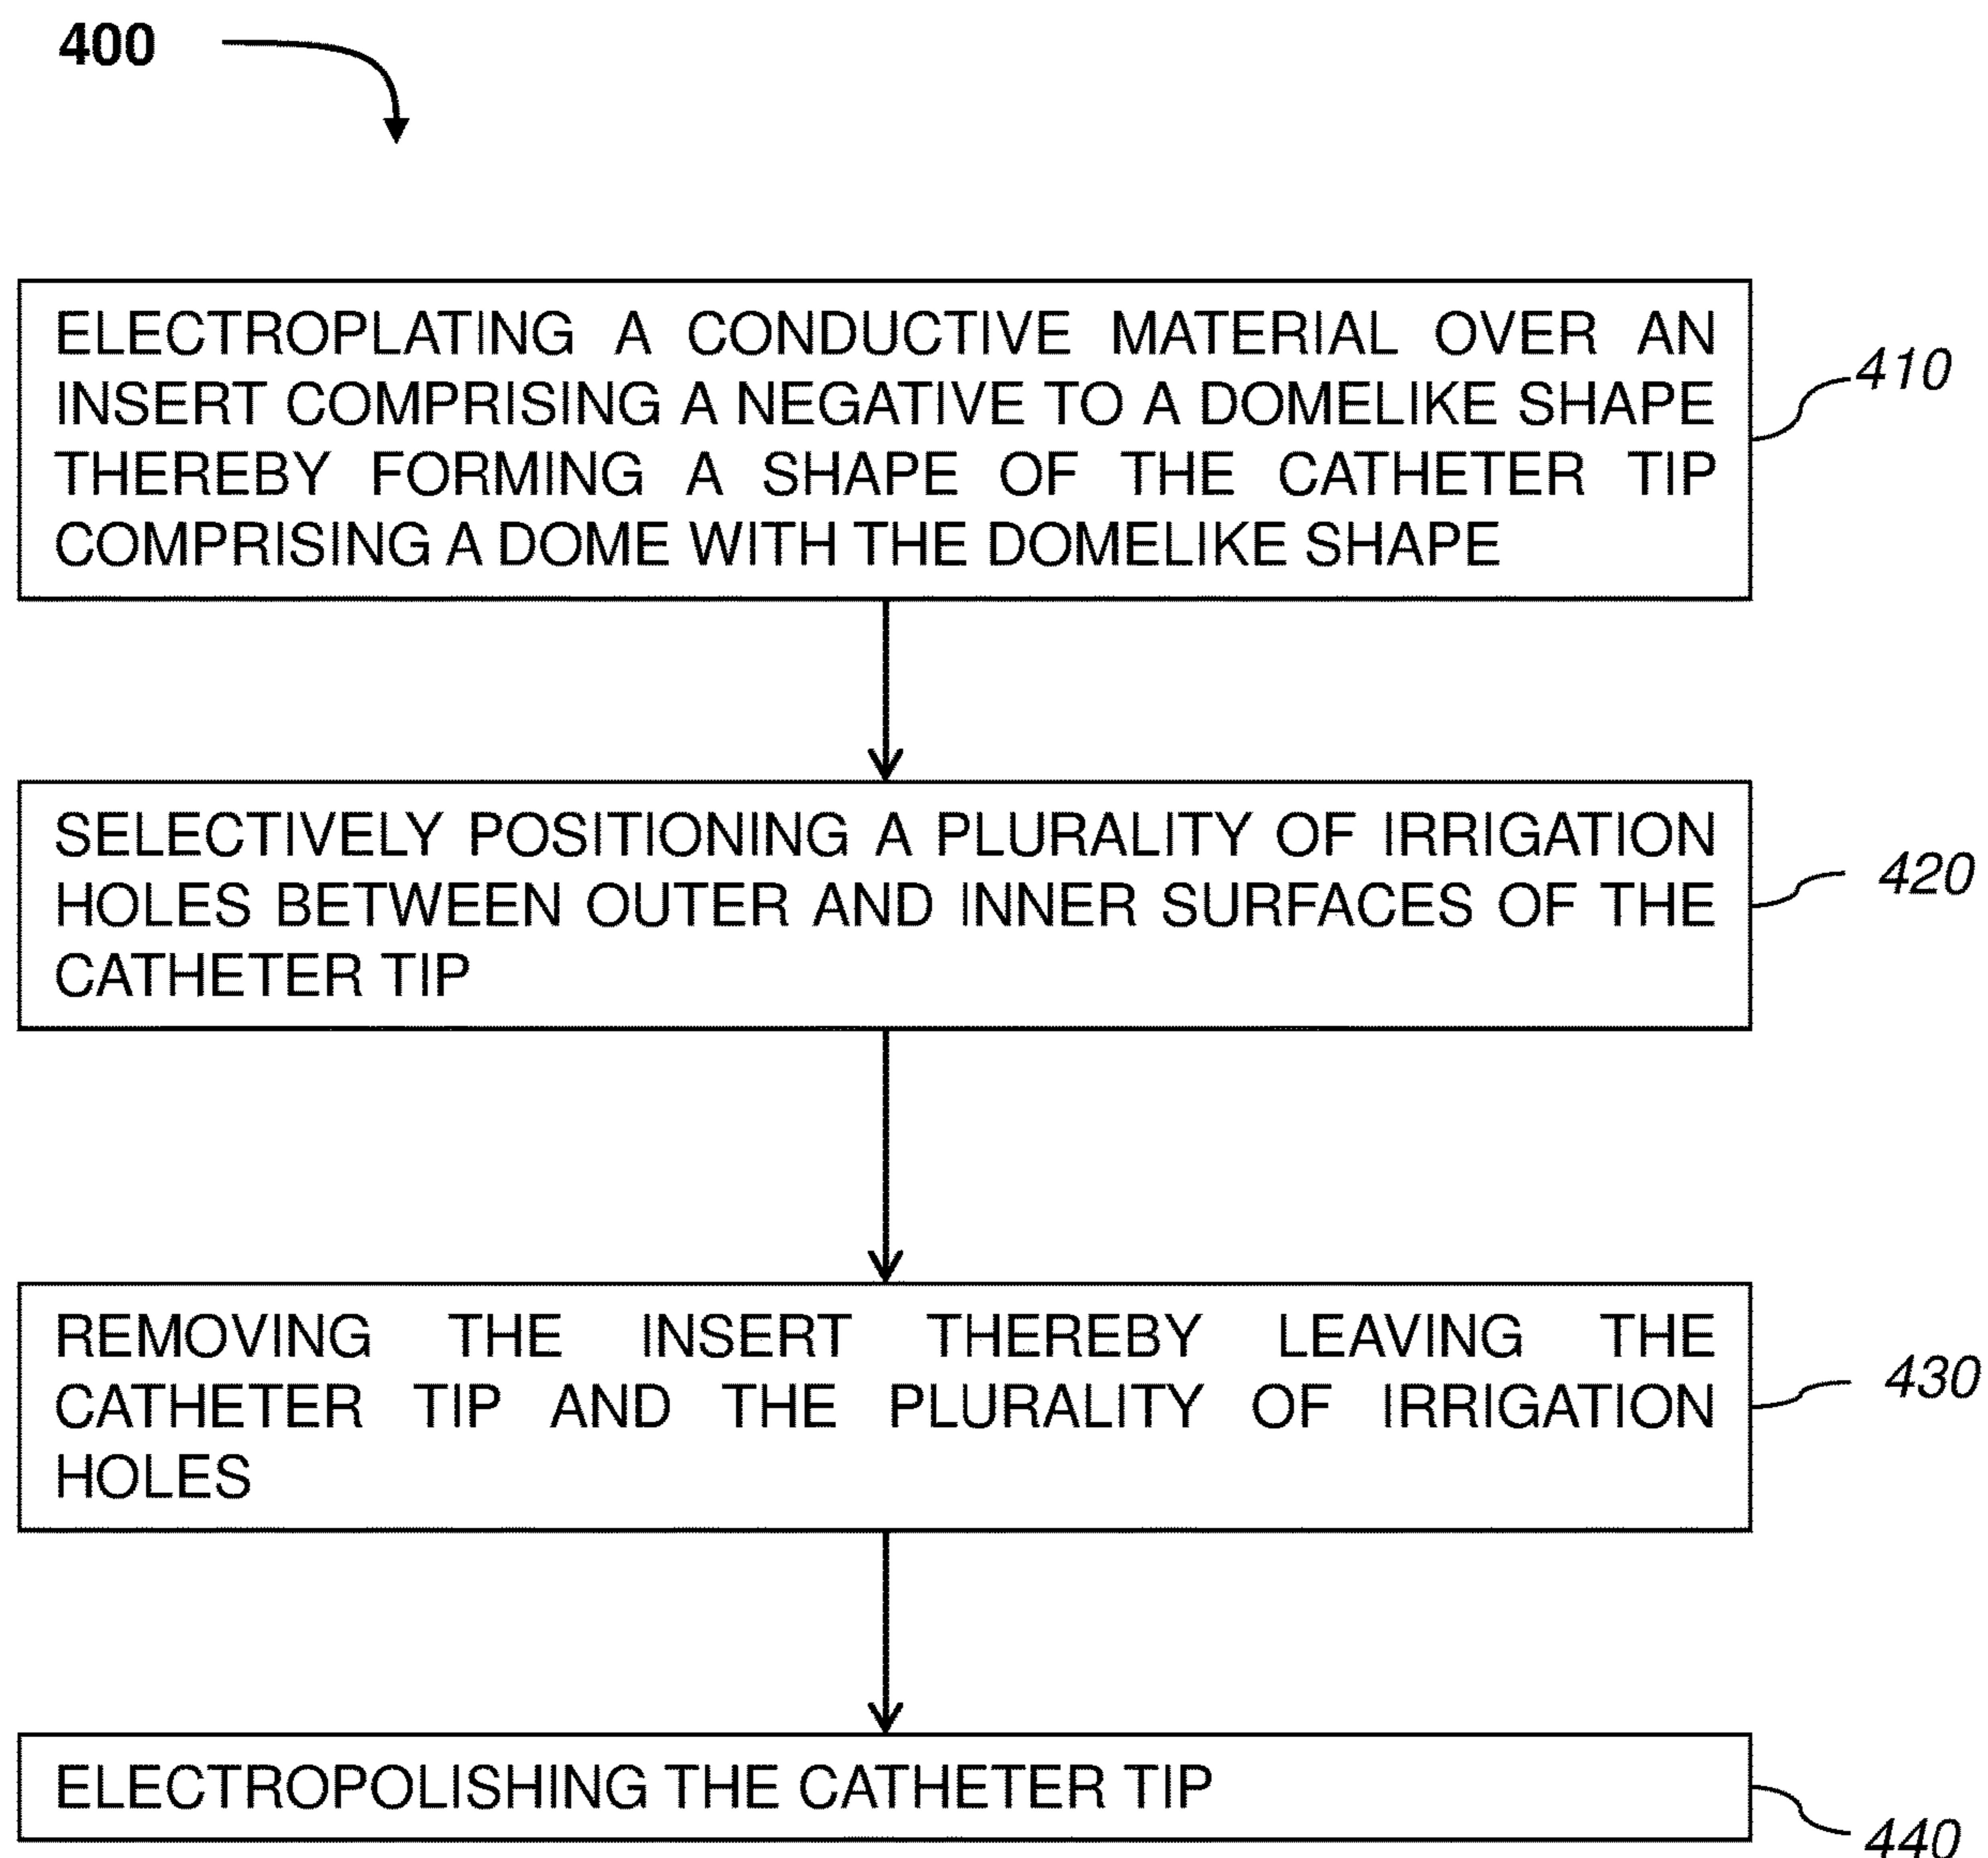 400
ELECTROPLATING A CONDUCTIVE MATERIAL OVER AN
INSERT COMPRISING A NEGATIVE TO A DOMELIKE SHAPE
THEREBY FORMING A SHAPE OF THE CATHETER TIP
COMPRISING A DOME WITH THE DOMELIKE SHAPE
410
SELECTIVELY POSITIONING A PLURALITY OF IRRIGATION
HOLES BETWEEN OUTER AND INNER SURFACES OF THE
CATHETER TIP
420
REMOVING THE INSERT THEREBY LEAVING THE
CATHETER TIP AND THE PLURALITY OF IRRIGATION
HOLES
430
ELECTROPOLISHING THE CATHETER TIP
440